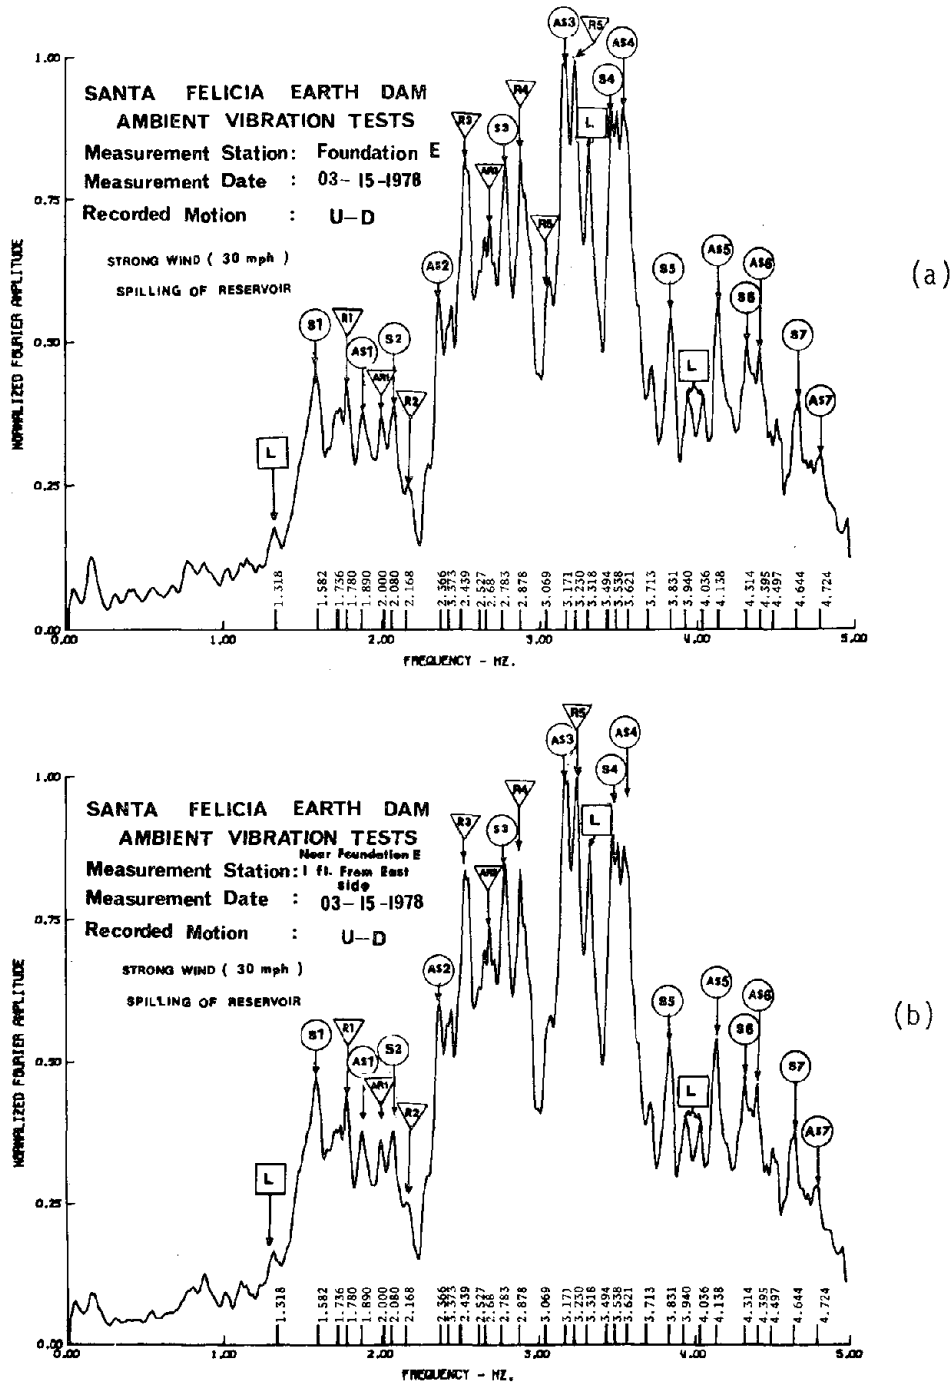 AS3
R5
AS4
1.00
S4
R4
SANTA FELICIA EARTH DAM
AMBIENT VIBRATION TESTS
R3
S3
L
Measurement Station: Foundation E
Measurement Date : 03-15-1978
AR2
0.75
Recorded Motion : U-D
R5
STRONG WIND ( 30 mph )
SPILLING OF RESERVOIR
AS2
S5
AS5
AS6
(a)
S6
S1
R1
S2
S7
0.50
AS1
AR1
L
R2
AS7
L
0.25
NORMALIZED FOURIER AMPLITUDE
1.318
1.582
1.736
1.780
1.890
2.000
2.080
2.168
2.366
2.373
2.439
2.527
2.68
2.783
2.878
3.069
3.171
3.230
3.318
3.494
3.538
3.621
3.713
3.831
3.940
4.036
4.138
4.314
4.395
4.497
4.644
4.724
0.00
0.00 1.00 2.00 3.00 4.00 5.00
FREQUENCY - HZ.
R5
AS3
AS4
S4
1.00
R4
SANTA FELICIA EARTH DAM
AMBIENT VIBRATION TESTS
R3
S3
L
Near Foundation E
Measurement Station: 1 ft. From East
side
Measurement Date : 03-15-1978
0.75
Recorded Motion : U-D
STRONG WIND ( 30 mph )
SPILLING OF RESERVOIR
AS2
S5
AS5
AS6
(b)
S6
S1
R1
S2
S7
0.50
AS1
AR1
L
R2
AS7
L
0.25
NORMALIZED FOURIER AMPLITUDE
1.318
1.582
1.736
1.780
1.890
2.000
2.080
2.168
2.366
2.439
2.527
2.68
2.783
2.878
3.069
3.171
3.230
3.318
3.494
3.538
3.621
3.713
3.831
3.940
4.036
4.138
4.314
4.395
4.497
4.644
4.724
0.00
0.00 1.00 2.00 3.00 4.00 5.00
FREQUENCY - HZ.